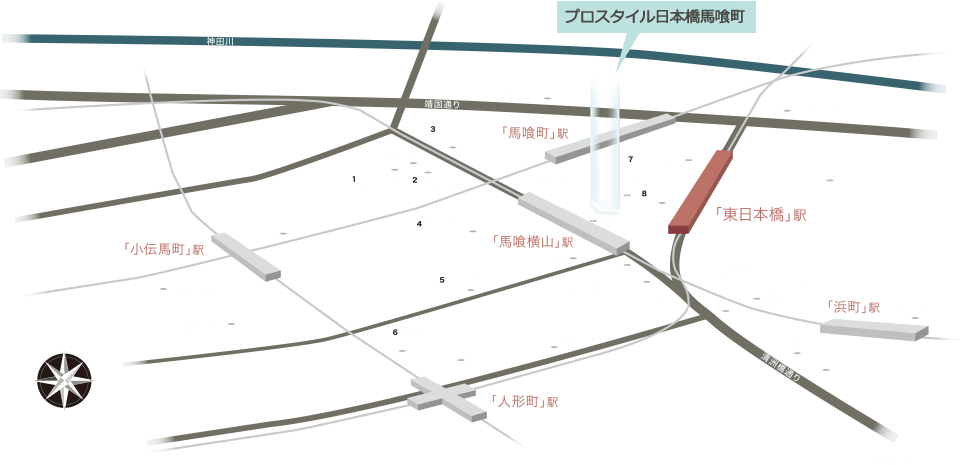 プロスタイル日本橋馬喰町
神田川
靖国通り
3
「馬喰町」駅
7
1
2
8
「東日本橋」駅
4
「馬喰横山」駅
「小伝馬町」駅
5
「浜町」駅
6
清洲橋通り
「人形町」駅